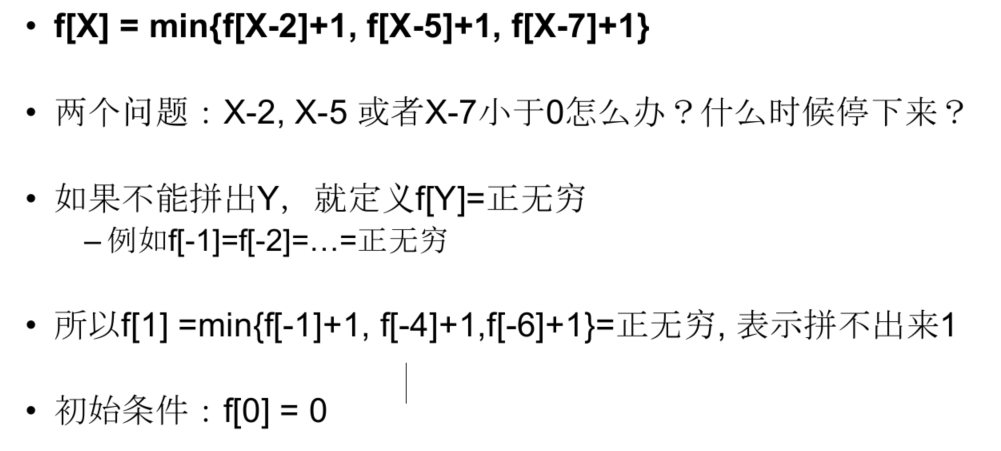 • f[X] = min{f[X-2]+1, f[X-5]+1, f[X-7]+1}
• 两个问题：X-2, X-5 或者X-7小于0怎么办？什么时候停下来？
• 如果不能拼出Y，就定义f[Y]=正无穷
– 例如f[-1]=f[-2]=…=正无穷
• 所以f[1] =min{f[-1]+1, f[-4]+1,f[-6]+1}=正无穷, 表示拼不出来1
• 初始条件：f[0] = 0